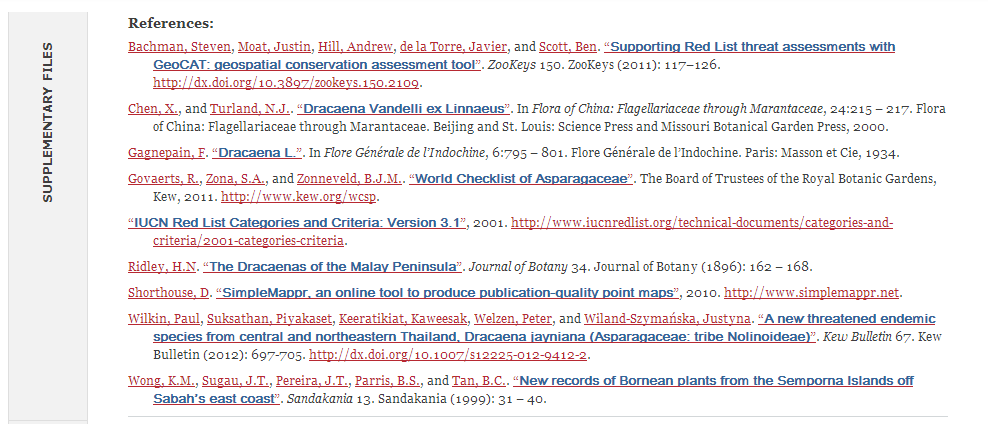 SUPPLEMENTARY FILES
References:
Bachman, Steven, Moat, Justin, Hill, Andrew, de la Torre, Javier, and Scott, Ben. “Supporting Red List threat assessments with
GeoCAT: geospatial conservation assessment tool”. ZooKeys 150. ZooKeys (2011): 117–126.
http://dx.doi.org/10.3897/zookeys.150.2109.
Chen, X., and Turland, N.J.. “Dracaena Vandelli ex Linnaeus”. In Flora of China: Flagellariaceae through Marantaceae, 24:215 – 217. Flora
of China: Flagellariaceae through Marantaceae. Beijing and St. Louis: Science Press and Missouri Botanical Garden Press, 2000.
Gagnepain, F. “Dracaena L.”. In Flore Générale de l’Indochine, 6:795 – 801. Flore Générale de l’Indochine. Paris: Masson et Cie, 1934.
Govaerts, R., Zona, S.A., and Zonneveld, B.J.M.. “World Checklist of Asparagaceae”. The Board of Trustees of the Royal Botanic Gardens,
Kew, 2011. http://www.kew.org/wcsp.
“IUCN Red List Categories and Criteria: Version 3.1”, 2001. http://www.iucnredlist.org/technical-documents/categories-and-
criteria/2001-categories-criteria.
Ridley, H.N. “The Dracaenas of the Malay Peninsula”. Journal of Botany 34. Journal of Botany (1896): 162 – 168.
Shorthouse, D. “SimpleMappr, an online tool to produce publication-quality point maps”, 2010. http://www.simplemappr.net.
Wilkin, Paul, Suksathan, Piyakaset, Keeratikiat, Kaweesak, Welzen, Peter, and Wiland-Szymańska, Justyna. “A new threatened endemic
species from central and northeastern Thailand, Dracaena jayniana (Asparagaceae: tribe Nolinoideae)”. Kew Bulletin 67. Kew
Bulletin (2012): 697-705. http://dx.doi.org/10.1007/s12225-012-9412-2.
Wong, K.M., Sugau, J.T., Pereira, J.T., Parris, B.S., and Tan, B.C.. “New records of Bornean plants from the Semporna Islands off
Sabah’s east coast”. Sandakania 13. Sandakania (1999): 31 – 40.